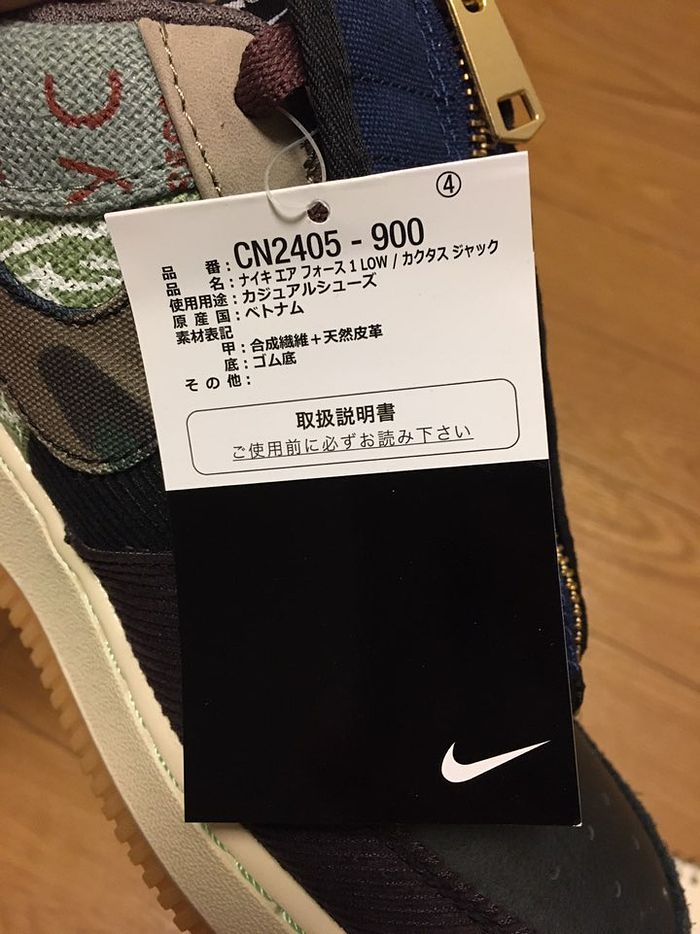 ④
品 番：CN2405 - 900
品 名：ナイキ エア フォース 1 LOW / カクタス ジャック
使用用途：カジュアルシューズ
原 産 国：ベトナム
素材表記
甲：合成繊維＋天然皮革
底：ゴム底
そ の 他：
取扱説明書
ご使用前に必ずお読み下さい